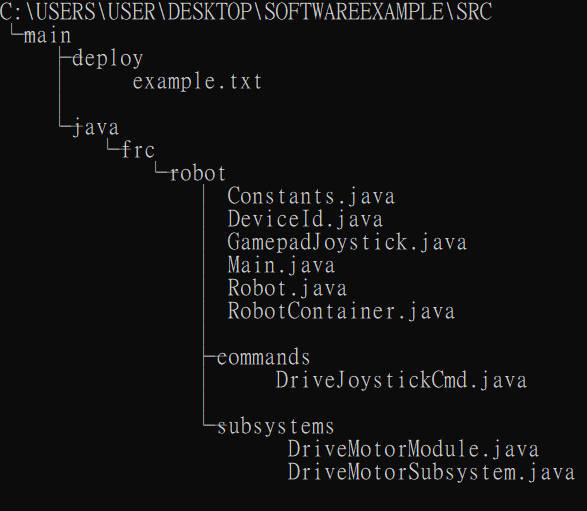 C:\USERS\USER\DESKTOP\SOFTWAREEXAMPLE\SRC
└─main
├─deploy
example.txt
└─java
└─frc
└─robot
Constants.java
DeviceId.java
GamepadJoystick.java
Main.java
Robot.java
RobotContainer.java
├─commands
DriveJoystickCmd.java
└─subsystems
DriveMotorModule.java
DriveMotorSubsystem.java